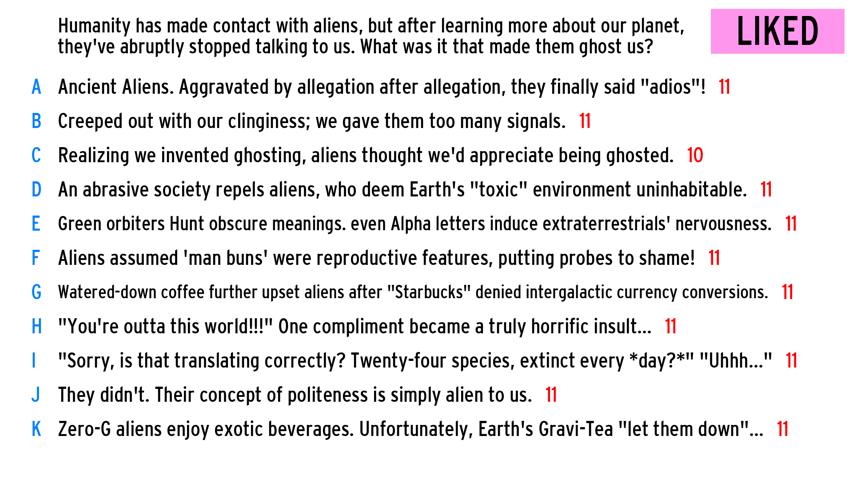 Humanity has made contact with aliens, but after learning more about our planet,
they've abruptly stopped talking to us. What was it that made them ghost us?
LIKED
A Ancient Aliens. Aggravated by allegation after allegation, they finally said "adios"! 11
B Creeped out with our clinginess; we gave them too many signals. 11
C Realizing we invented ghosting, aliens thought we'd appreciate being ghosted. 10
D An abrasive society repels aliens, who deem Earth's "toxic" environment uninhabitable. 11
E Green orbiters Hunt obscure meanings. even Alpha letters induce extraterrestrials' nervousness. 11
F Aliens assumed 'man buns' were reproductive features, putting probes to shame! 11
G Watered-down coffee further upset aliens after "Starbucks" denied intergalactic currency conversions. 11
H "You're outta this world!!!" One compliment became a truly horrific insult... 11
I "Sorry, is that translating correctly? Twenty-four species, extinct every *day?*" "Uhhh..." 11
J They didn't. Their concept of politeness is simply alien to us. 11
K Zero-G aliens enjoy exotic beverages. Unfortunately, Earth's Gravi-Tea "let them down"... 11